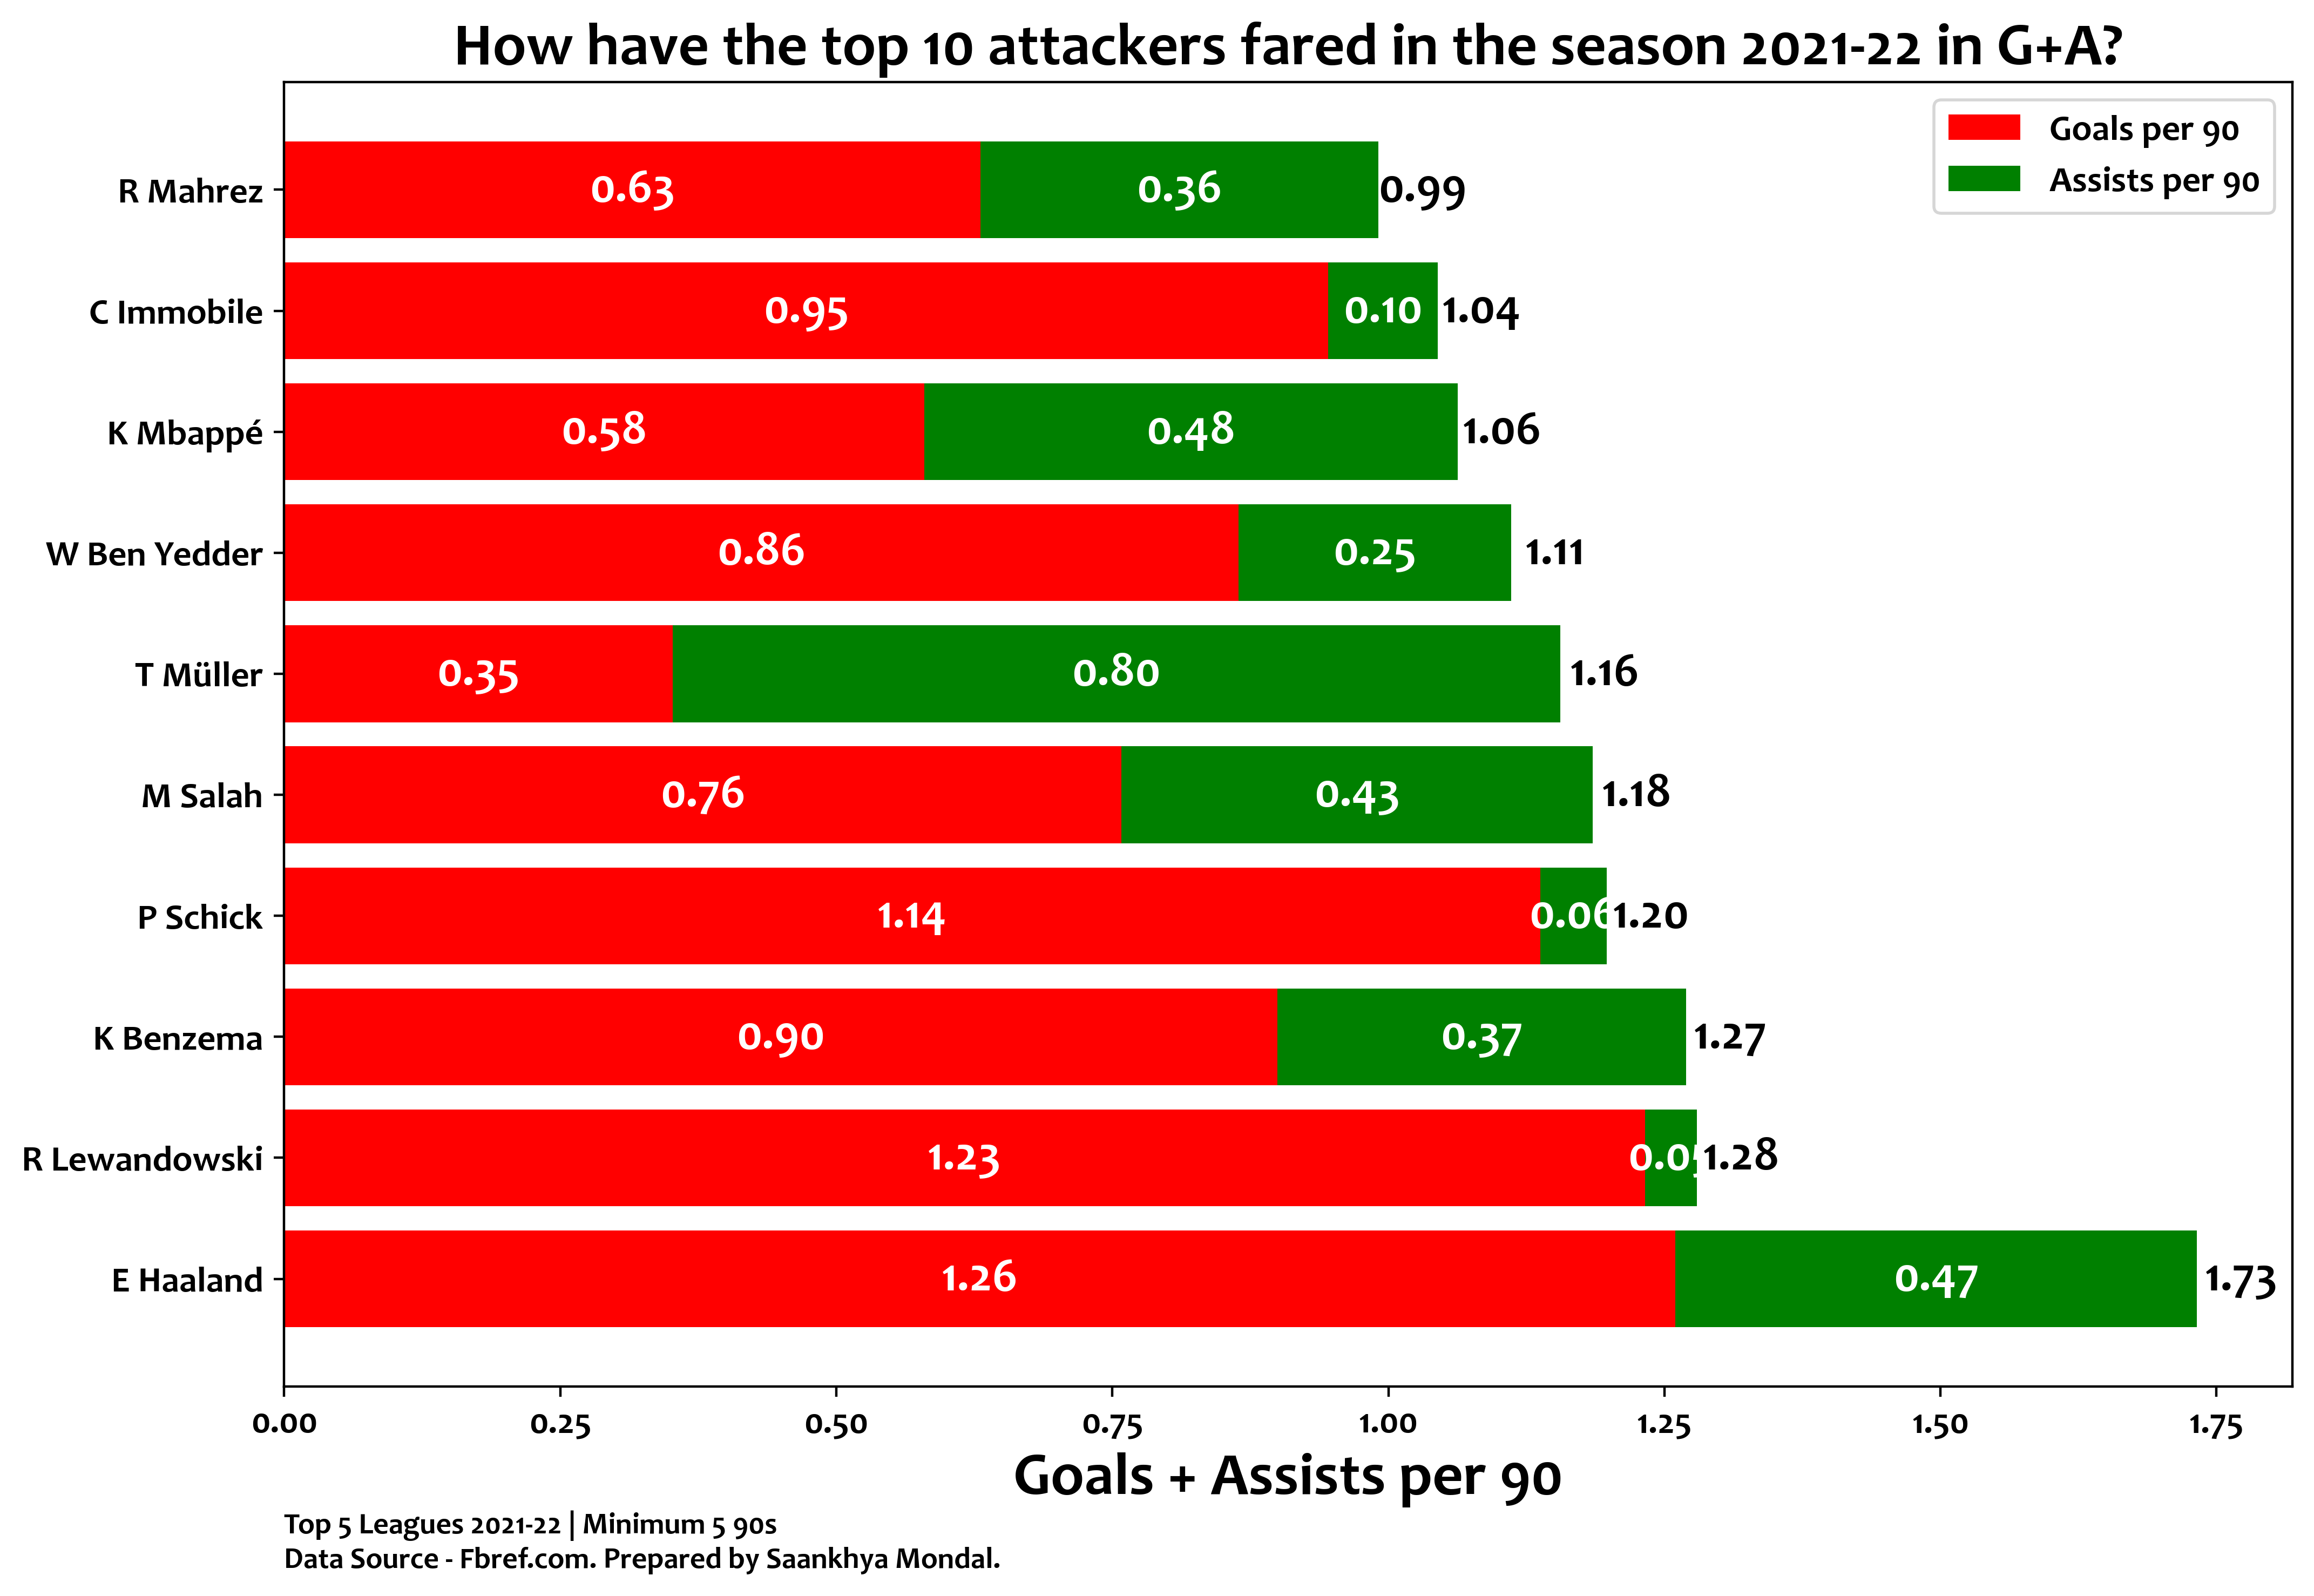 How have the top 10 attackers fared in the season 2021-22 in G+A?
Goals per 90
Assists per 90
R Mahrez 0.63 0.36 0.99
C Immobile 0.95 0.10 1.04
K Mbappé 0.58 0.48 1.06
W Ben Yedder 0.86 0.25 1.11
T Müller 0.35 0.80 1.16
M Salah 0.76 0.43 1.18
P Schick 1.14 0.06 1.20
K Benzema 0.90 0.37 1.27
R Lewandowski 1.23 0.05 1.28
E Haaland 1.26 0.47 1.73
0.00 0.25 0.50 0.75 1.00 1.25 1.50 1.75
Goals + Assists per 90
Top 5 Leagues 2021-22 | Minimum 5 90s
Data Source - Fbref.com. Prepared by Saankhya Mondal.